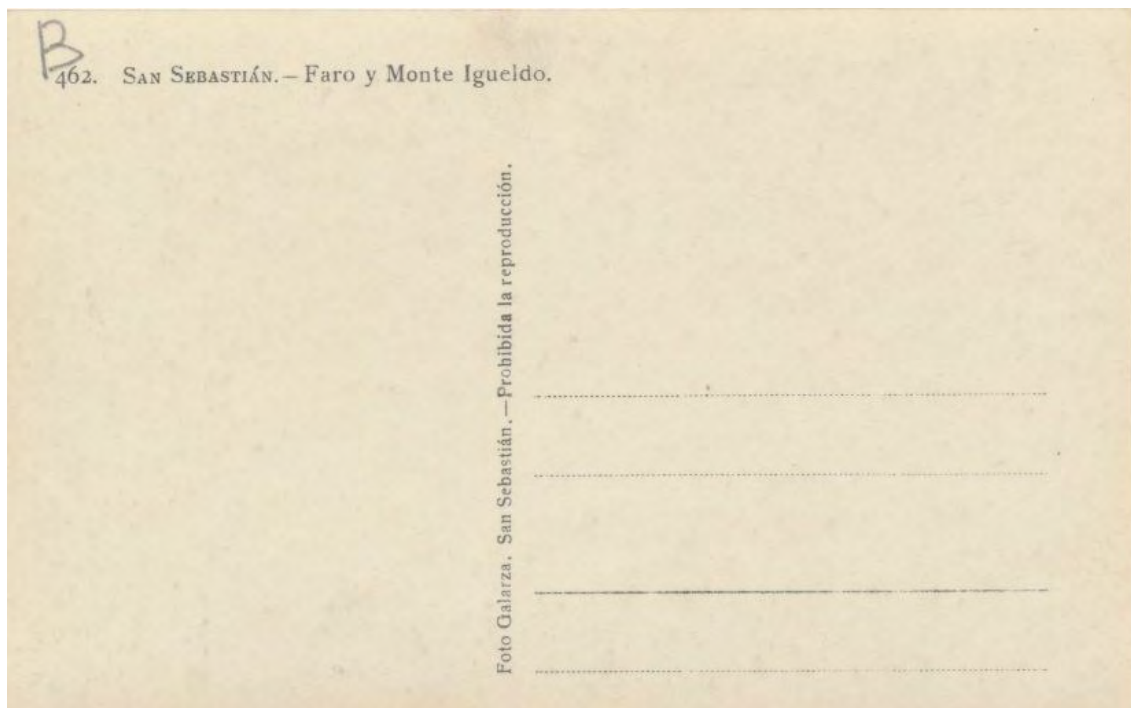 B
462. San Sebastián.— Faro y Monte Igueldo.
Foto Galarza. San Sebastián.—Prohibida la reproducción.